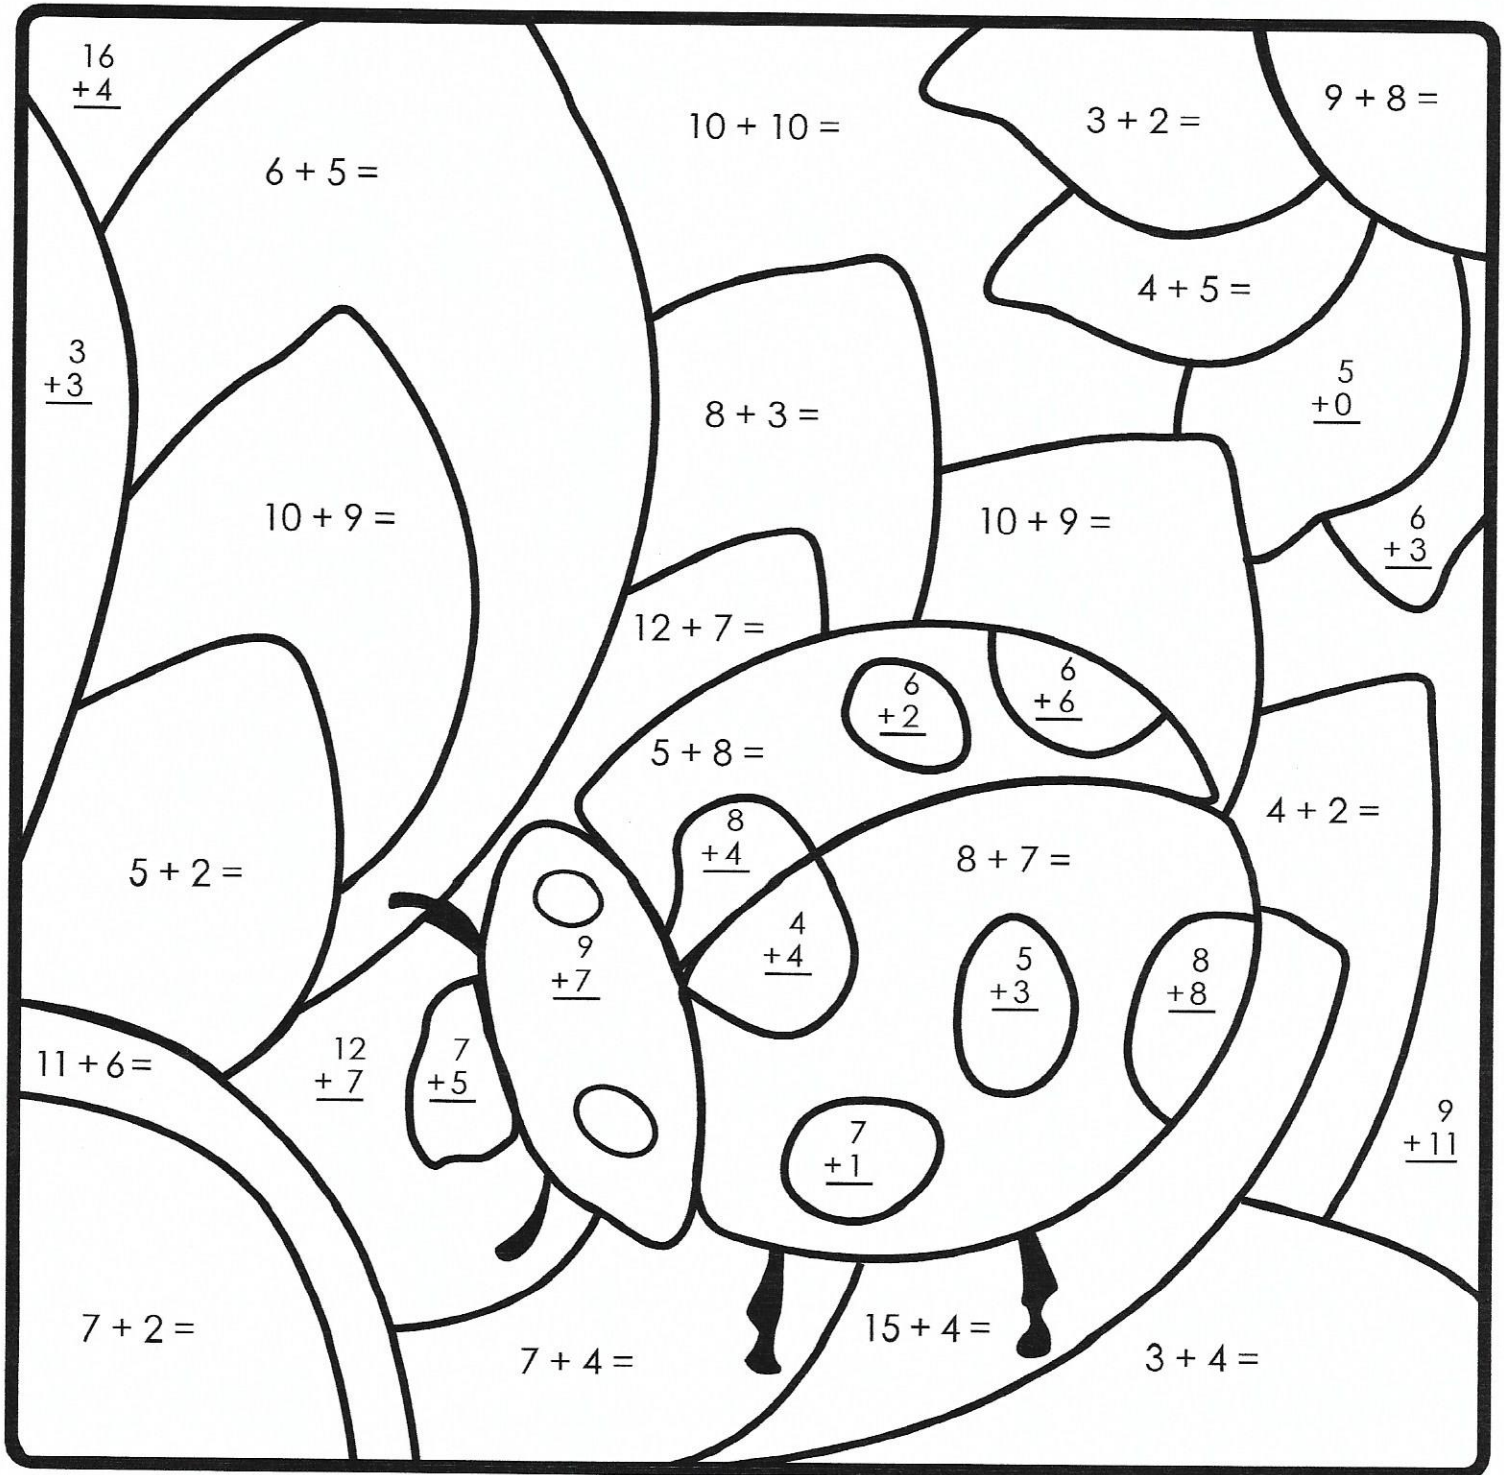 16
+4
6 + 5 =
10 + 10 =
3 + 2 =
9 + 8 =
4 + 5 =
3
+3
8 + 3 =
5
+0
10 + 9 =
10 + 9 =
6
+3
12 + 7 =
6
+2
6
+6
5 + 8 =
8
+4
8 + 7 =
4 + 2 =
5 + 2 =
9
+7
4
+4
5
+3
8
+8
11 + 6 =
12
+ 7
7
+5
7
+1
9
+11
7 + 2 =
7 + 4 =
15 + 4 =
3 + 4 =